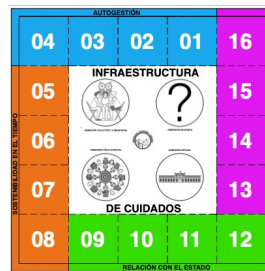 AUTOGESTIÓN
04 03 02 01 16
INFRAESTRUCTURA
05 ? 15
SOSTENIBILIDAD EN EL TIEMPO
06 14
07 13
DE CUIDADOS
08 09 10 11 12
RELACIÓN CON EL ESTADO